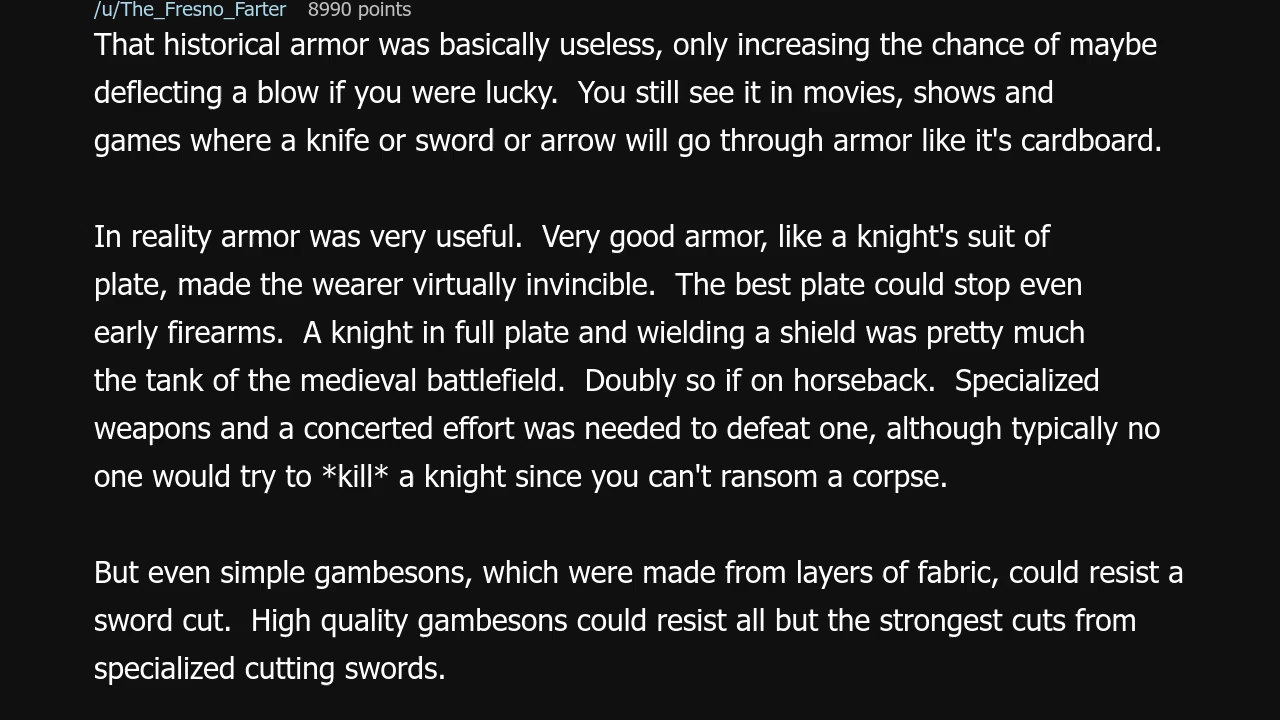 /u/The_Fresno_Farter 8990 points
That historical armor was basically useless, only increasing the chance of maybe
deflecting a blow if you were lucky.  You still see it in movies, shows and
games where a knife or sword or arrow will go through armor like it's cardboard.
In reality armor was very useful.  Very good armor, like a knight's suit of
plate, made the wearer virtually invincible.  The best plate could stop even
early firearms.  A knight in full plate and wielding a shield was pretty much
the tank of the medieval battlefield.  Doubly so if on horseback.  Specialized
weapons and a concerted effort was needed to defeat one, although typically no
one would try to *kill* a knight since you can't ransom a corpse.
But even simple gambesons, which were made from layers of fabric, could resist a
sword cut.  High quality gambesons could resist all but the strongest cuts from
specialized cutting swords.